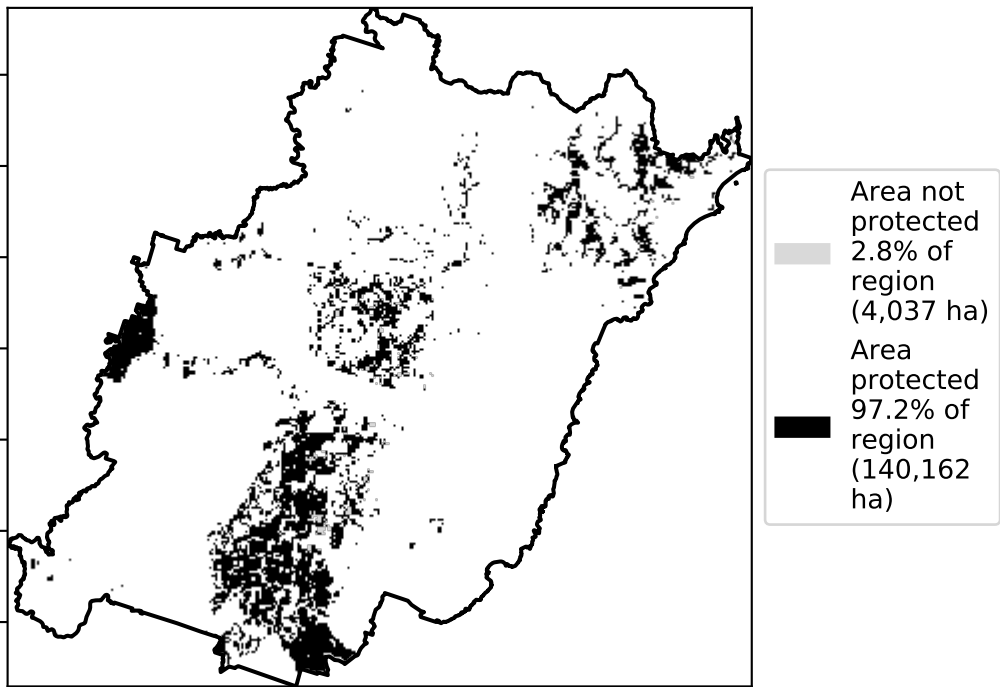 Area not
protected
2.8% of
region
(4,037 ha)
Area
protected
97.2% of
region
(140,162
ha)